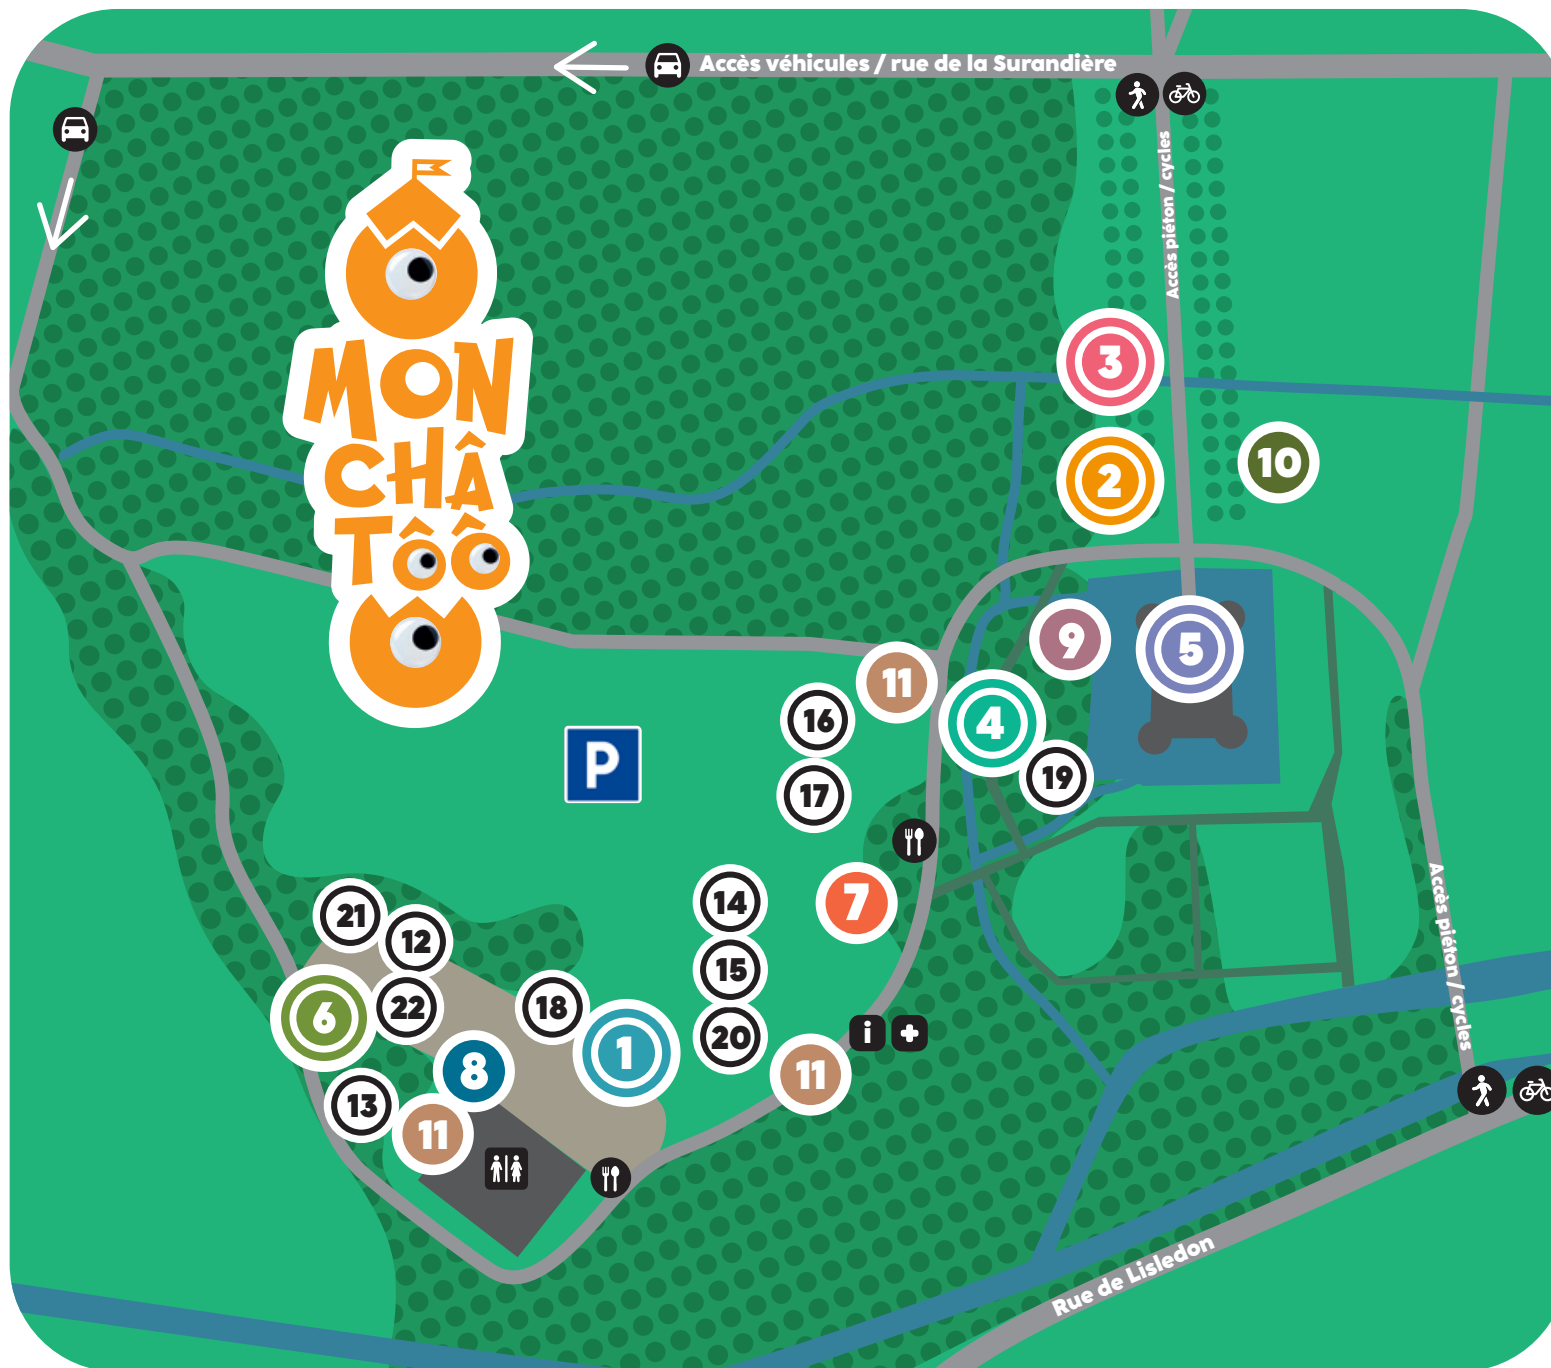 Accès véhicules / rue de la Surandière
Accès piéton / cycles
MON
CHÂ
TÔÔ
3
2
10
9
5
11
4
16
19
17
P
7
14
21
12
15
6
22
18
20
1
i
8
11
13
11
Accès piéton / cycles
Rue de Lisledon